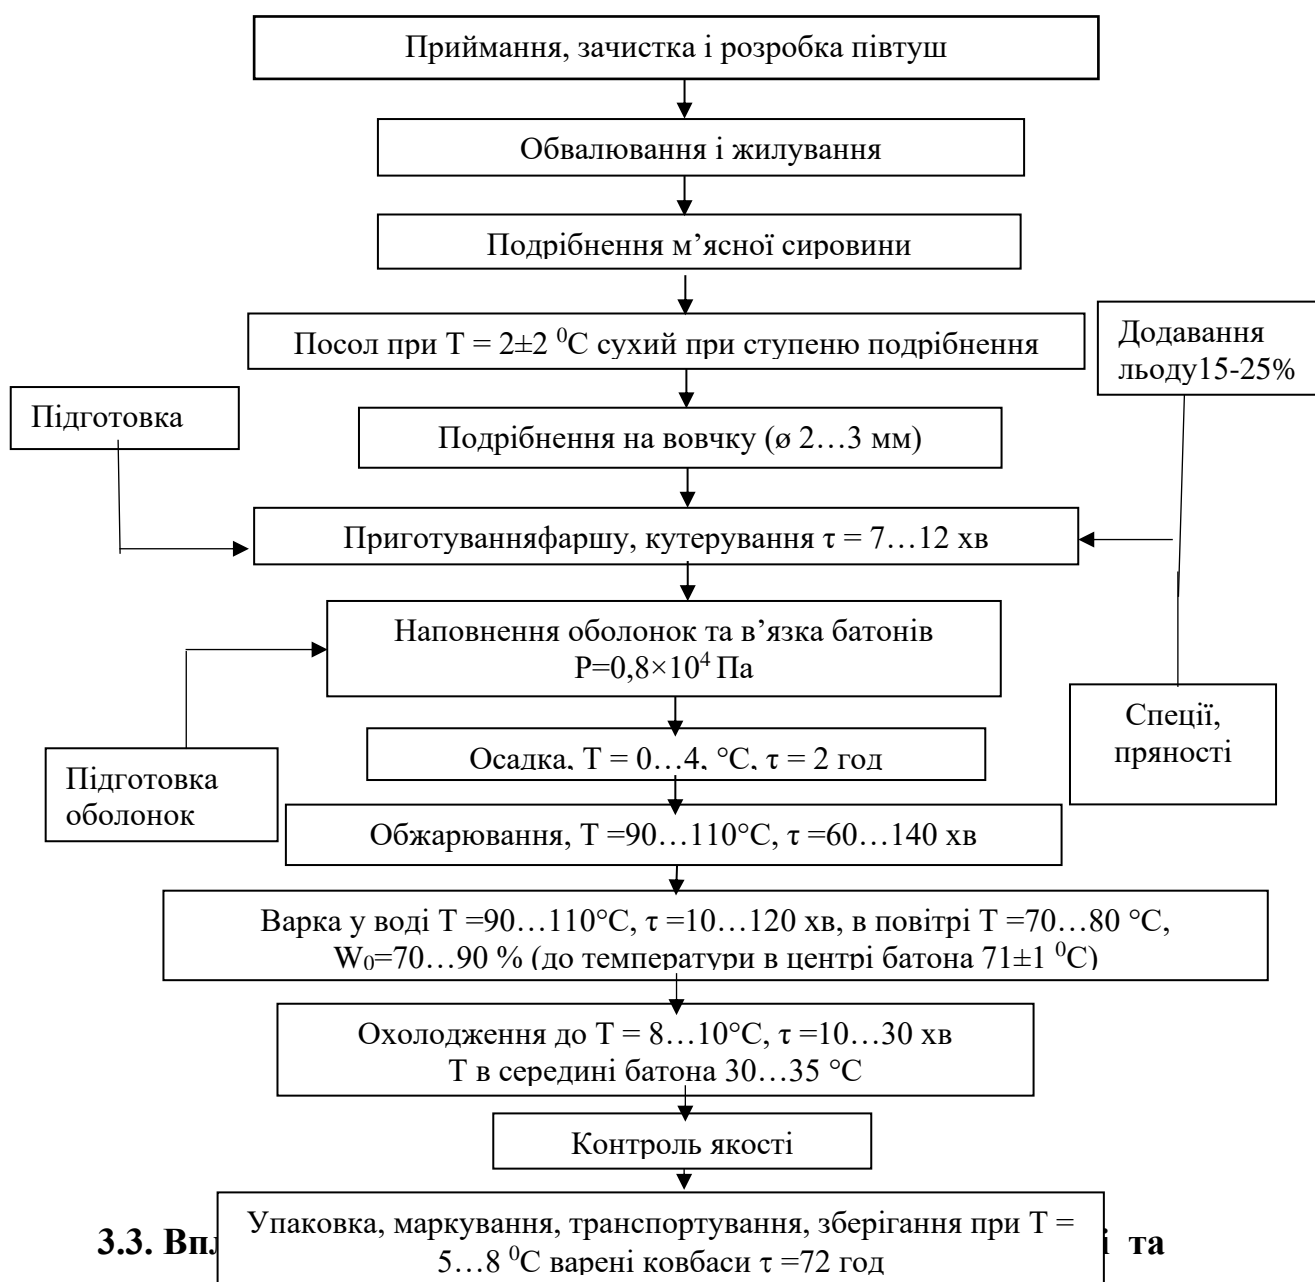 Приймання, зачистка і розробка півтуш
Обвалювання і жилування
Подрібнення м’ясної сировини
Посол при Т = 2±2 ⁰С сухий при ступеню подрібнення
Додавання
льоду15-25%
Підготовка
Подрібнення на вовчку (ø 2…3 мм)
Приготуванняфаршу, кутерування τ = 7…12 хв
Наповнення оболонок та в’язка батонів
Р=0,8×10⁴ Па
Спеції,
пряності
Осадка, Т = 0…4, °С, τ = 2 год
Підготовка
оболонок
Обжарювання, Т =90…110°С, τ =60…140 хв
Варка у воді Т =90…110°С, τ =10…120 хв, в повітрі Т =70…80 °С,
W₀=70…90 % (до температури в центрі батона 71±1 ⁰С)
Охолодження до Т = 8…10°С, τ =10…30 хв
Т в середині батона 30…35 °С
Контроль якості
Упаковка, маркування, транспортування, зберігання при Т =
5…8 ⁰С варені ковбаси τ =72 год
3.3. та